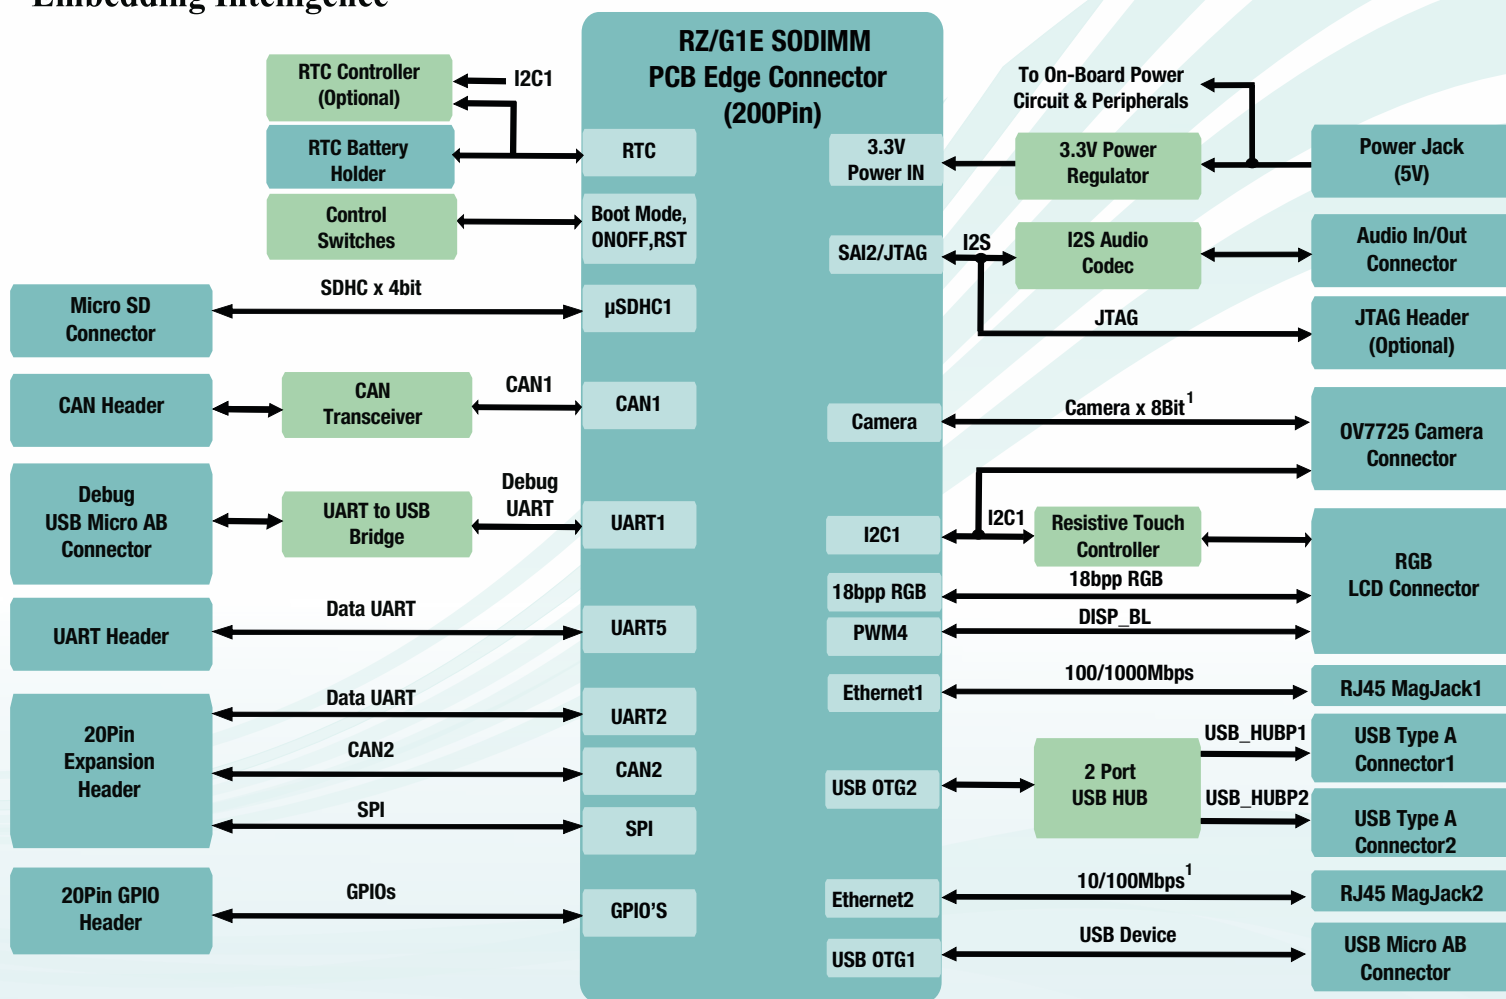 Embedding Intelligence
RZ/G1E SODIMM
PCB Edge Connector
(200Pin)
RTC Controller
(Optional)
I2C1
RTC Battery
Holder
RTC
Control
Switches
Boot Mode,
ONOFF,RST
Micro SD
Connector
SDHC x 4bit
µSDHC1
CAN Header
CAN
Transceiver
CAN1
CAN1
Debug
USB Micro AB
Connector
UART to USB
Bridge
Debug
UART
UART1
UART Header
Data UART
UART5
20Pin
Expansion
Header
Data UART
UART2
CAN2
CAN2
SPI
SPI
20Pin GPIO
Header
GPIOs
GPIO'S
3.3V
Power IN
3.3V Power
Regulator
To On-Board Power
Circuit & Peripherals
Power Jack
(5V)
SAI2/JTAG
I2S
I2S Audio
Codec
Audio In/Out
Connector
JTAG
JTAG Header
(Optional)
Camera
Camera x 8Bit1
OV7725 Camera
Connector
I2C1
I2C1
Resistive Touch
Controller
RGB
LCD Connector
18bpp RGB
18bpp RGB
PWM4
DISP_BL
Ethernet1
100/1000Mbps
RJ45 MagJack1
USB OTG2
2 Port
USB HUB
USB_HUBP1
USB Type A
Connector1
USB_HUBP2
USB Type A
Connector2
Ethernet2
10/100Mbps1
RJ45 MagJack2
USB OTG1
USB Device
USB Micro AB
Connector